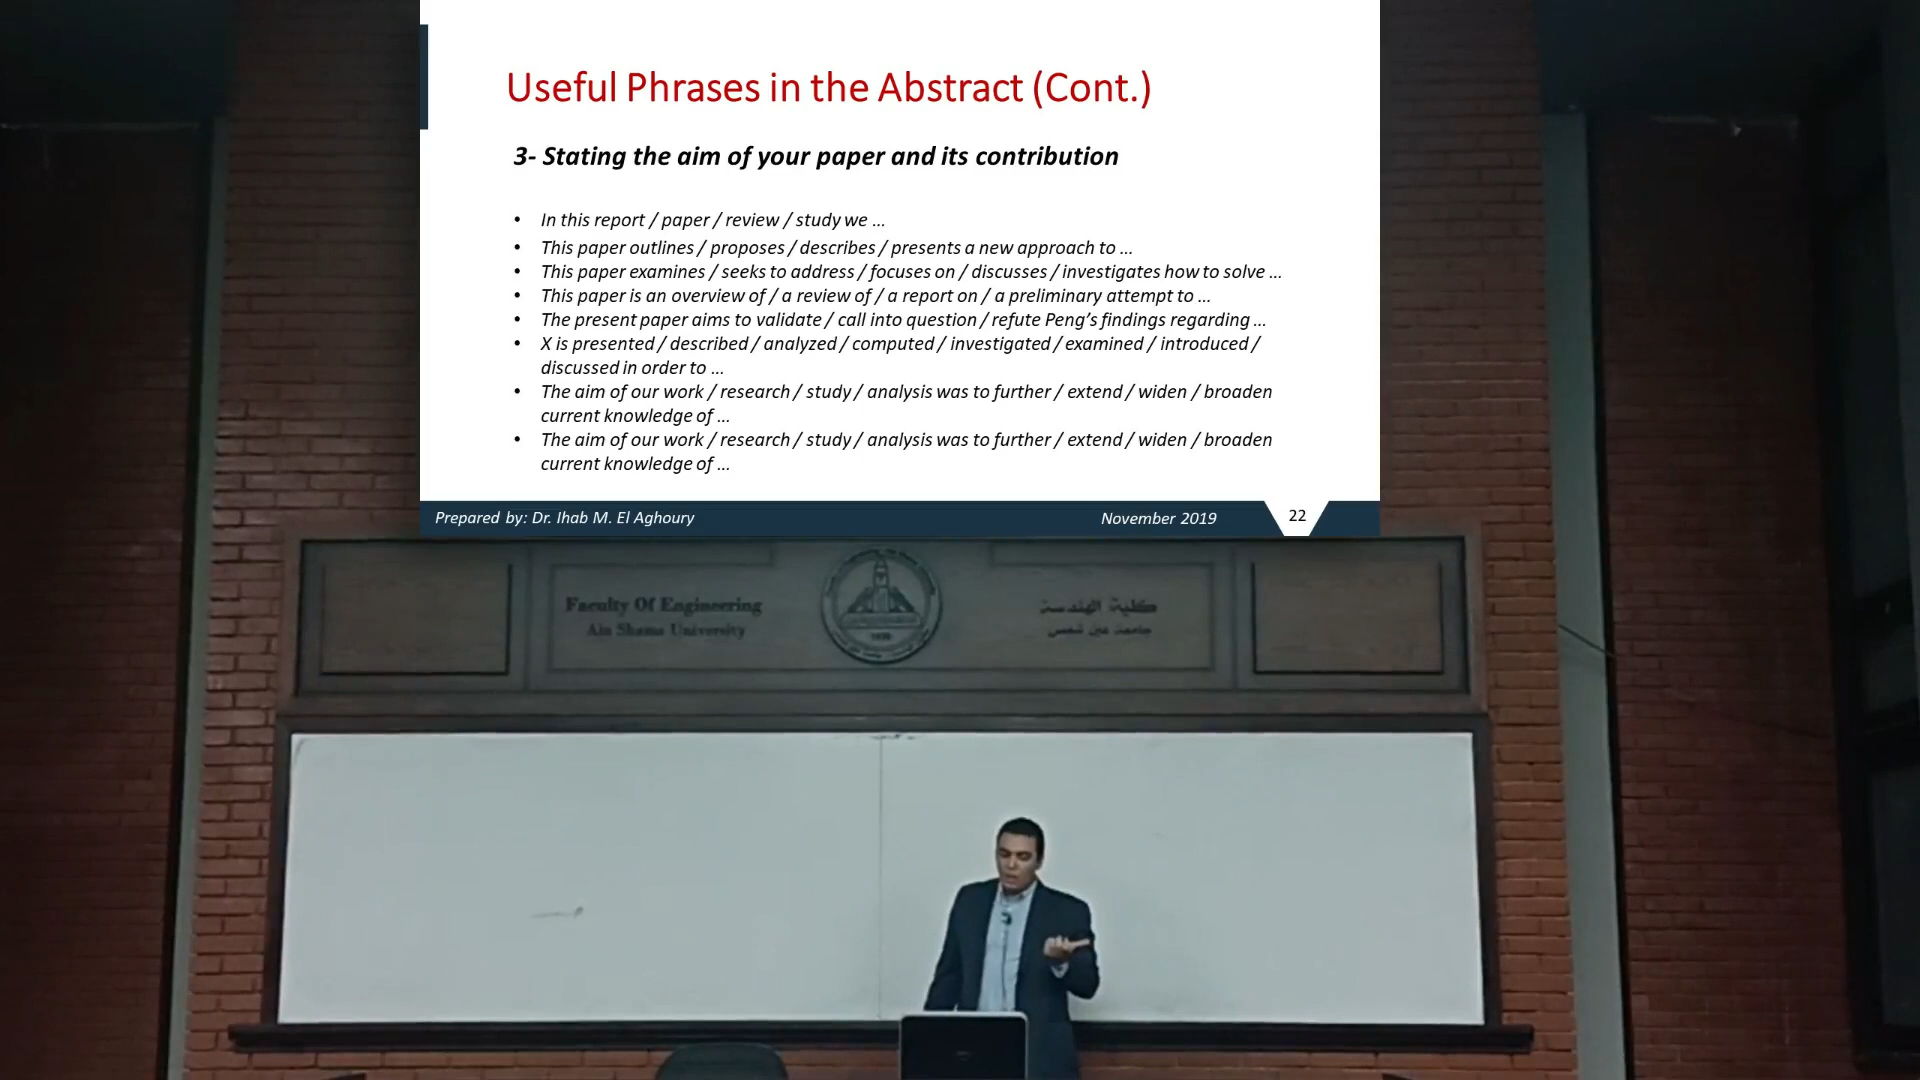 Useful Phrases in the Abstract (Cont.)
3- Stating the aim of your paper and its contribution
• In this report / paper / review / study we ...
• This paper outlines / proposes / describes / presents a new approach to ...
• This paper examines / seeks to address / focuses on / discusses / investigates how to solve ...
• This paper is an overview of / a review of / a report on / a preliminary attempt to ...
• The present paper aims to validate / call into question / refute Peng’s findings regarding ...
• X is presented / described / analyzed / computed / investigated / examined / introduced /
discussed in order to ...
• The aim of our work / research / study / analysis was to further / extend / widen / broaden
current knowledge of ...
• The aim of our work / research / study / analysis was to further / extend / widen / broaden
current knowledge of ...
Prepared by: Dr. Ihab M. El Aghoury
November 2019
22
Faculty Of Engineering
Ain Shams University
كلية الهندسة
جامعة عين شمس